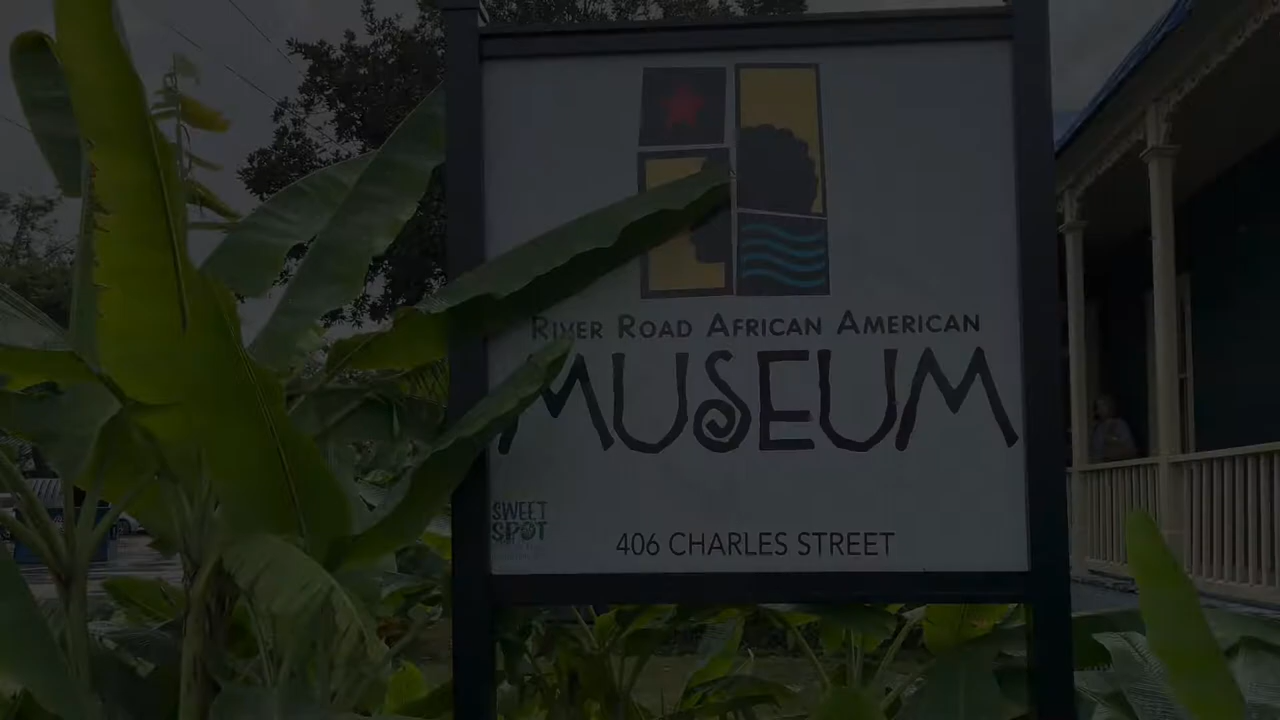 RIVER ROAD AFRICAN AMERICAN
MUSEUM
SWEET
SPOT
406 CHARLES STREET